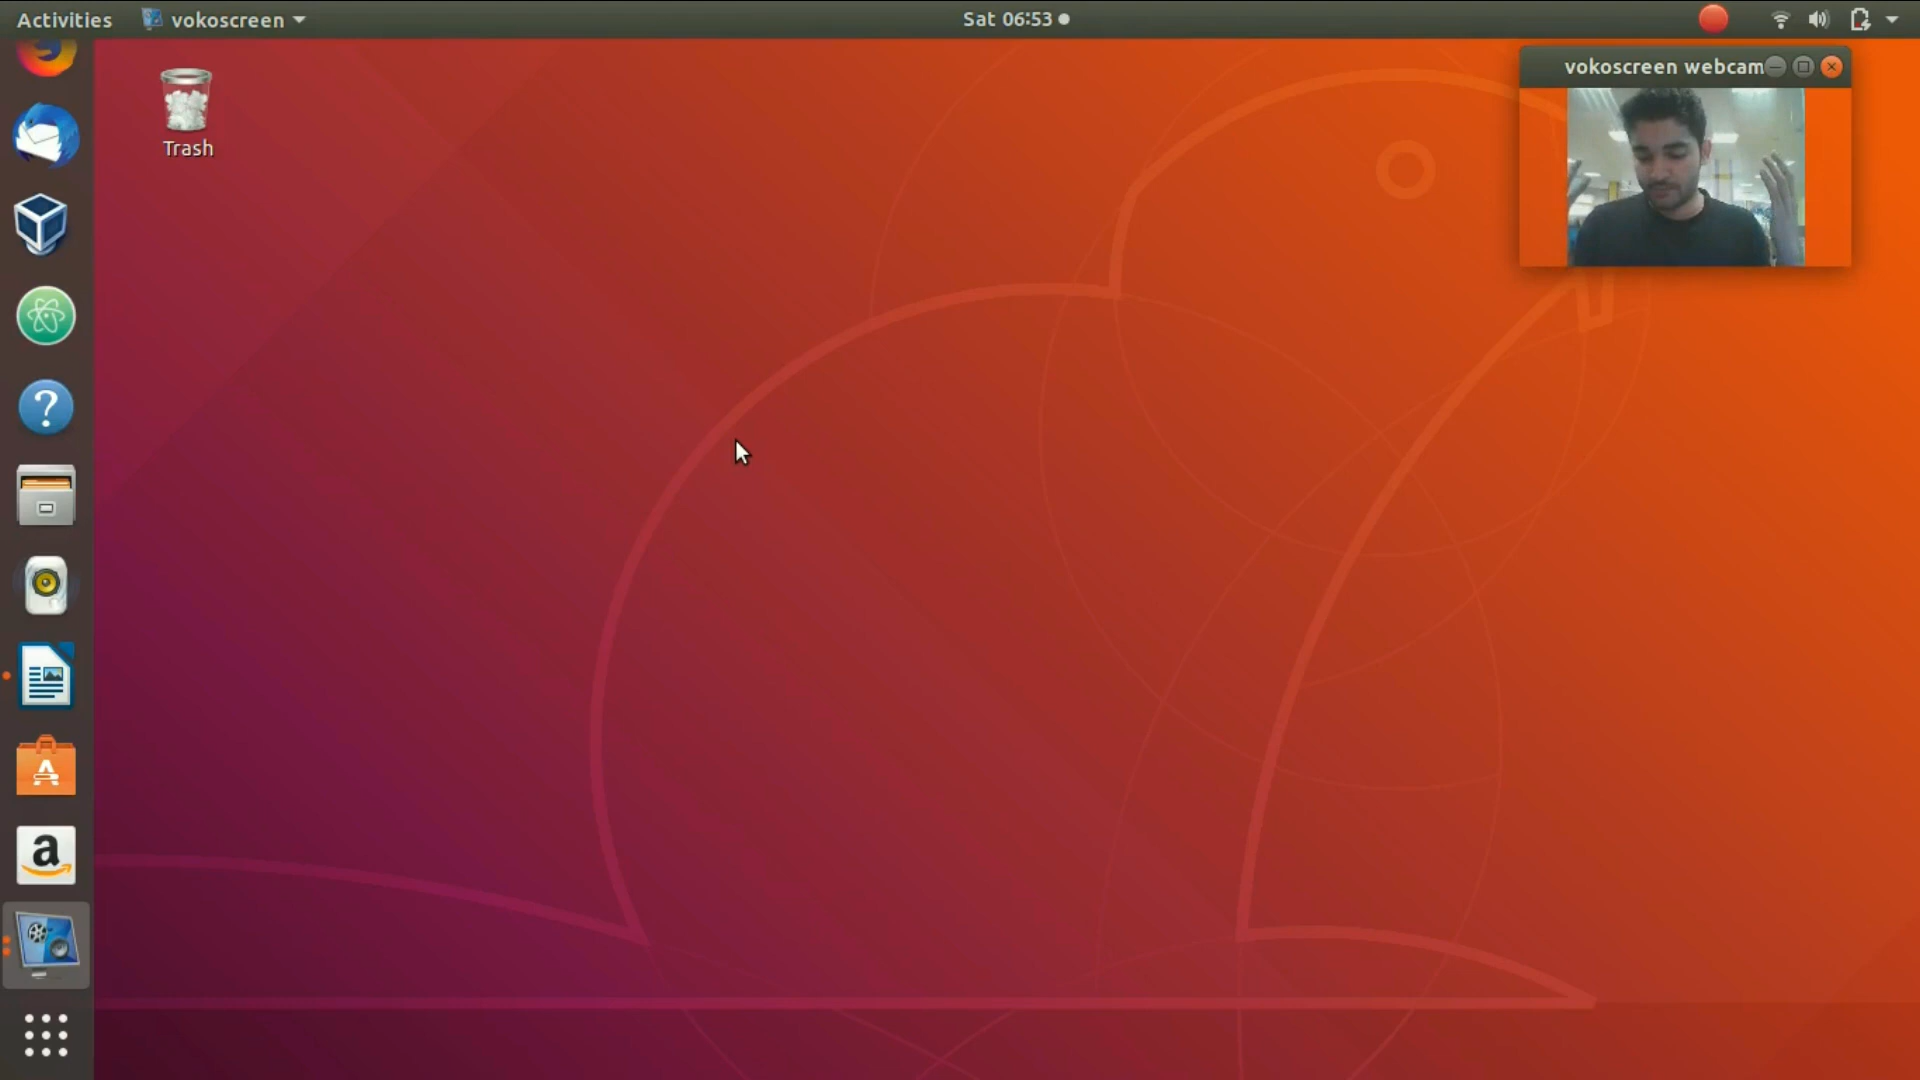 Activities
vokoscreen
Sat 06:53
vokoscreen webcam
Trash
?
a